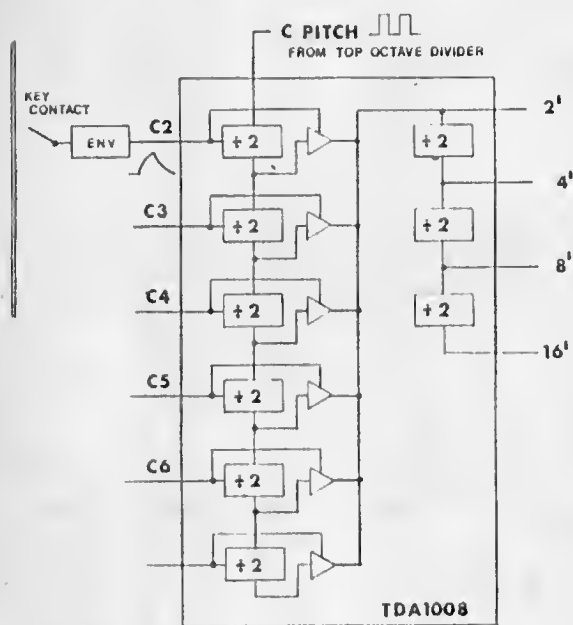 C PITCH
FROM TOP OCTAVE DIVIDER
KEY
CONTACT
ENV
C2
÷2
2'
÷2
4'
C3
÷2
÷2
8'
C4
÷2
÷2
16'
C5
÷2
C6
÷2
÷2
TDA1008